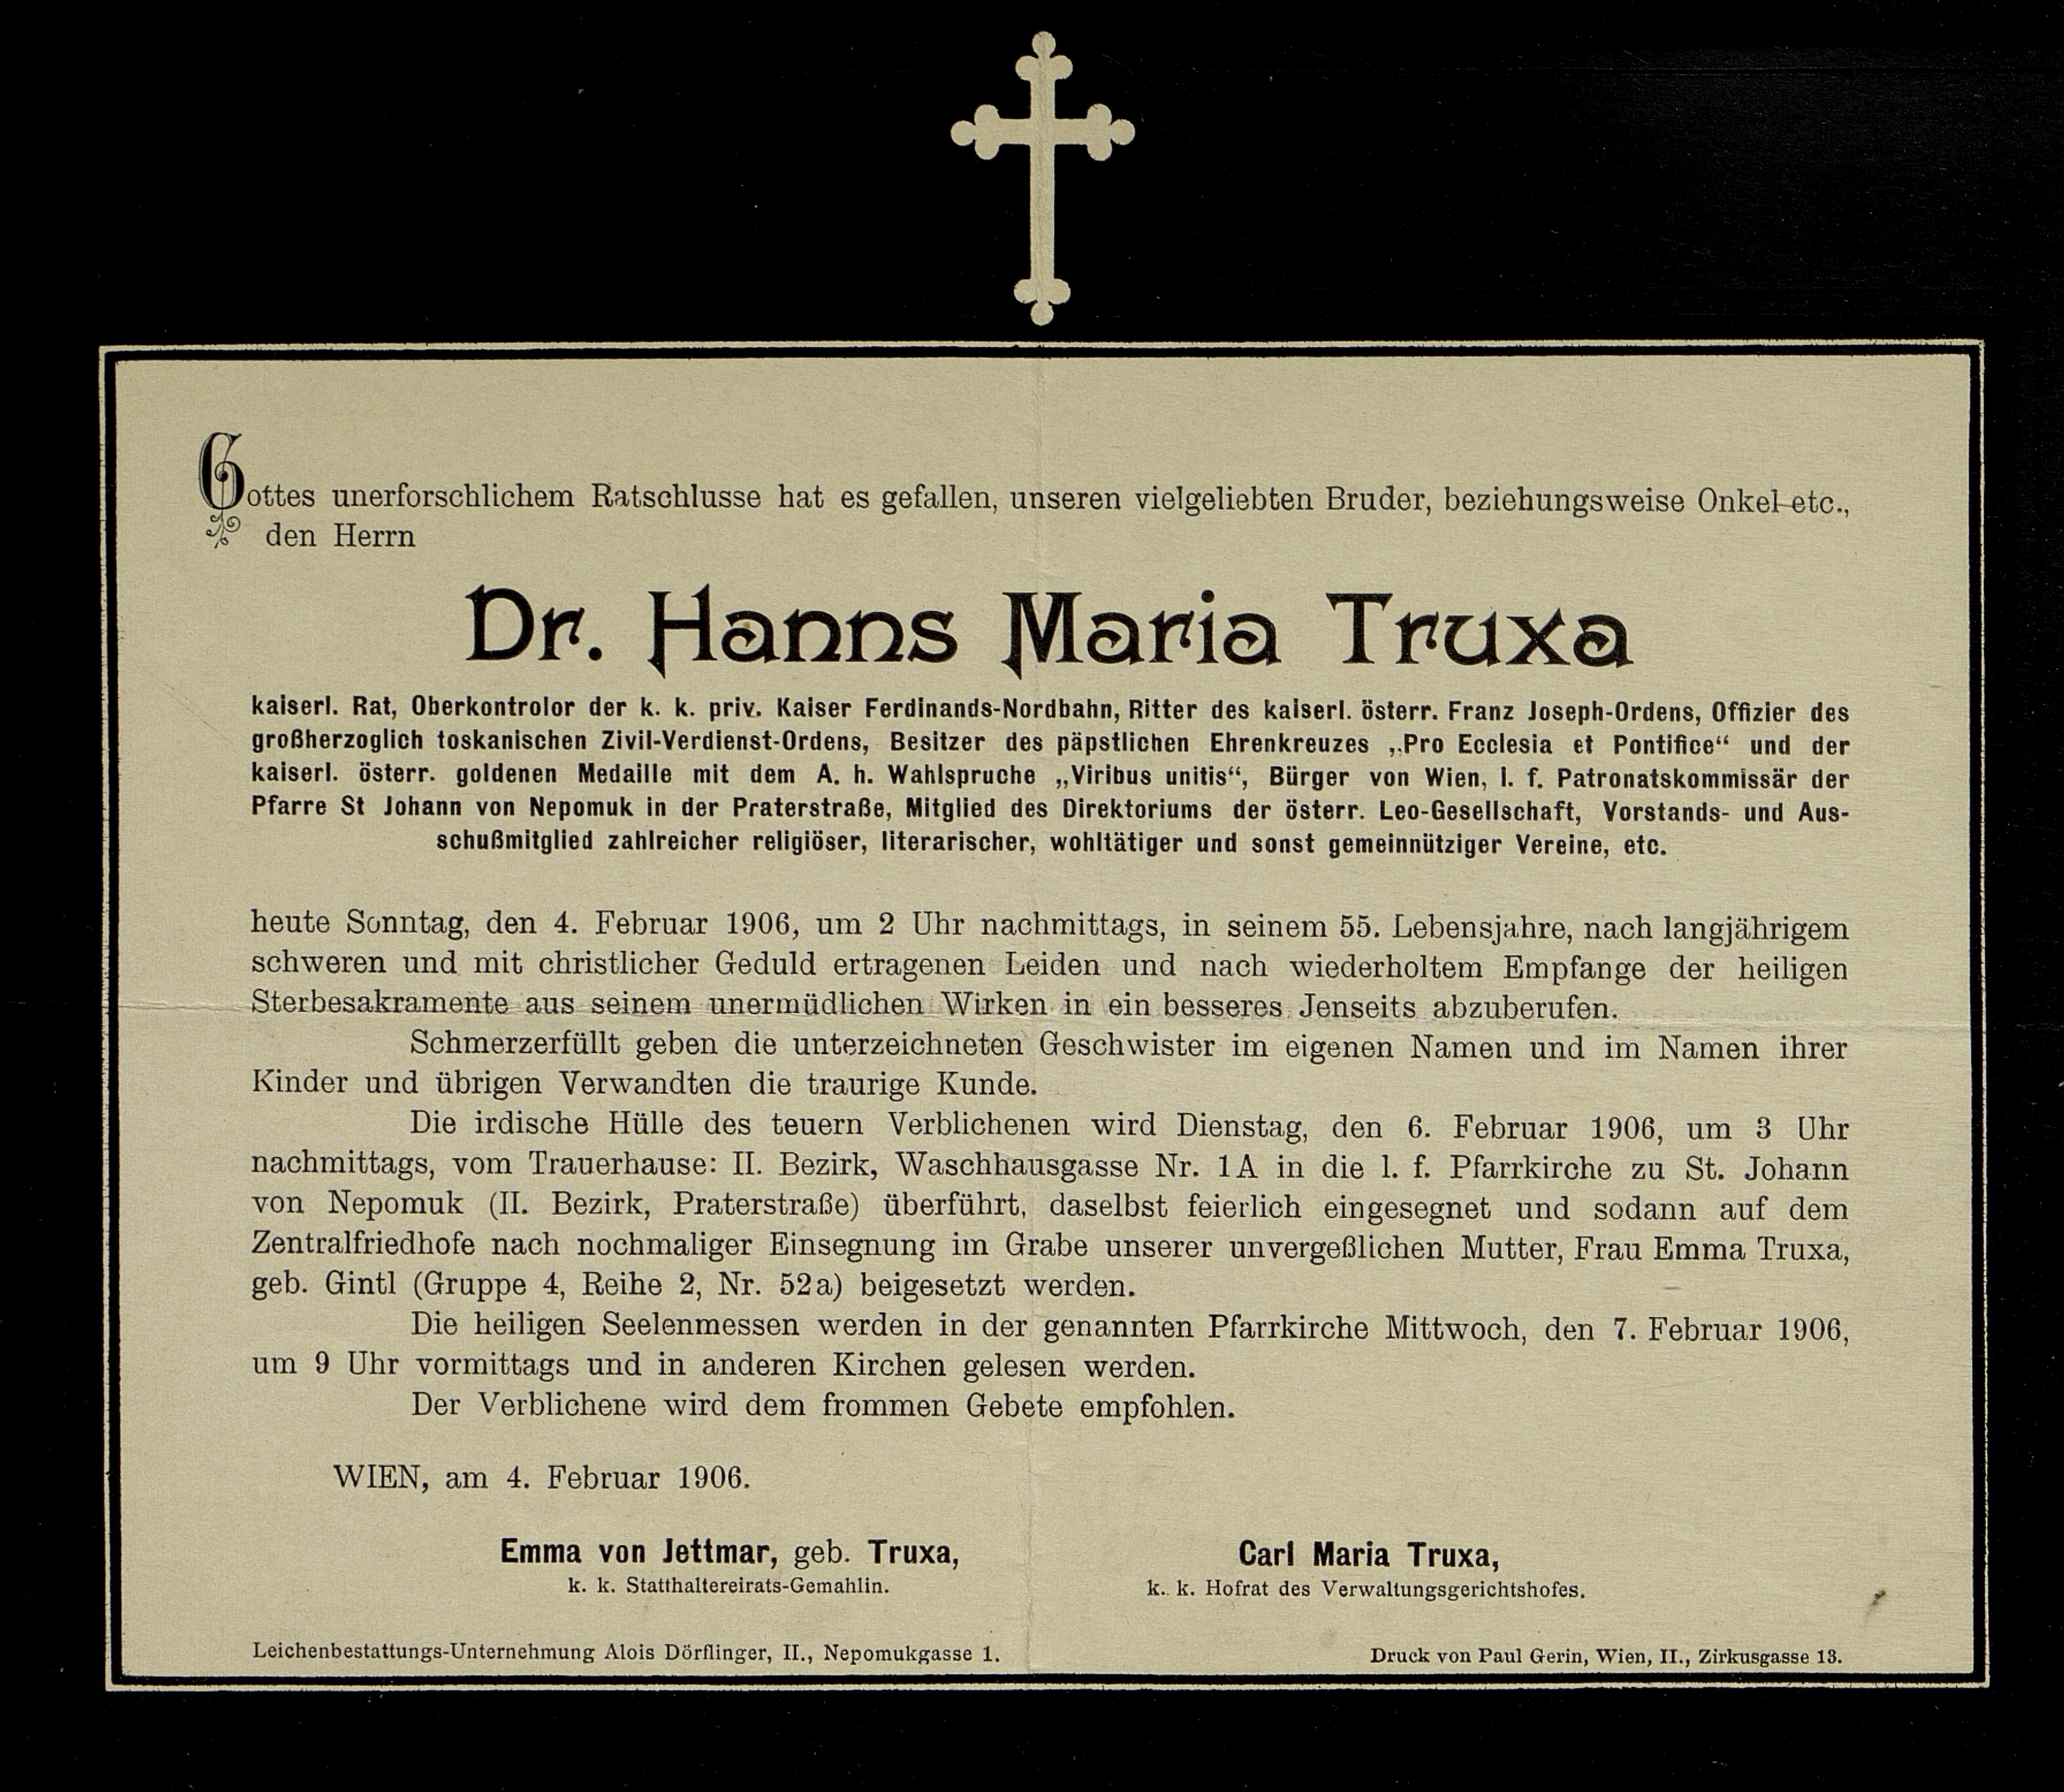 Gottes unerforschlichem Ratschlusse hat es gefallen, unseren vielgeliebten Bruder, beziehungsweise Onkel etc.,
den Herrn
Dr. Hanns Maria Truxa
kaiserl. Rat, Oberkontrolor der k. k. priv. Kaiser Ferdinands-Nordbahn, Ritter des kaiserl. österr. Franz Joseph-Ordens, Offizier des
großherzoglich toskanischen Zivil-Verdienst-Ordens, Besitzer des päpstlichen Ehrenkreuzes „Pro Ecclesia et Pontifice“ und der
kaiserl. österr. goldenen Medaille mit dem A. h. Wahlspruche „Viribus unitis“, Bürger von Wien, l. f. Patronatskommissär der
Pfarre St Johann von Nepomuk in der Praterstraße, Mitglied des Direktoriums der österr. Leo-Gesellschaft, Vorstands- und Aus-
schußmitglied zahlreicher religiöser, literarischer, wohltätiger und sonst gemeinnütziger Vereine, etc.
heute Sonntag, den 4. Februar 1906, um 2 Uhr nachmittags, in seinem 55. Lebensjahre, nach langjährigem
schweren und mit christlicher Geduld ertragenen Leiden und nach wiederholtem Empfange der heiligen
Sterbesakramente aus seinem unermüdlichen Wirken in ein besseres Jenseits abzuberufen.
Schmerzerfüllt geben die unterzeichneten Geschwister im eigenen Namen und im Namen ihrer
Kinder und übrigen Verwandten die traurige Kunde.
Die irdische Hülle des teuern Verblichenen wird Dienstag, den 6. Februar 1906, um 3 Uhr
nachmittags, vom Trauerhause: II. Bezirk, Waschhausgasse Nr. 1A in die l. f. Pfarrkirche zu St. Johann
von Nepomuk (II. Bezirk, Praterstraße) überführt, daselbst feierlich eingesegnet und sodann auf dem
Zentralfriedhofe nach nochmaliger Einsegnung im Grabe unserer unvergeßlichen Mutter, Frau Emma Truxa,
geb. Gintl (Gruppe 4, Reihe 2, Nr. 52a) beigesetzt werden.
Die heiligen Seelenmessen werden in der genannten Pfarrkirche Mittwoch, den 7. Februar 1906,
um 9 Uhr vormittags und in anderen Kirchen gelesen werden.
Der Verblichene wird dem frommen Gebete empfohlen.
WIEN, am 4. Februar 1906.
Emma von Jettmar, geb. Truxa,
k. k. Statthaltereirats-Gemahlin.
Carl Maria Truxa,
k. k. Hofrat des Verwaltungsgerichtshofes.
Leichenbestattungs-Unternehmung Alois Dörflinger, II., Nepomukgasse 1.
Druck von Paul Gerin, Wien, II., Zirkusgasse 13.